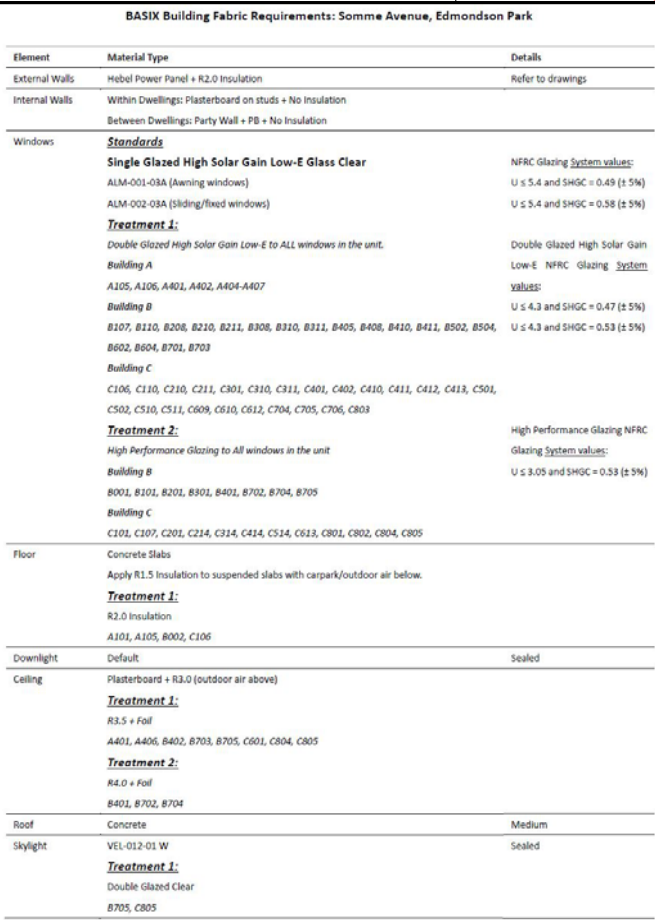 BASIX Building Fabric Requirements: Somme Avenue, Edmondson Park
Element Material Type Details
External Walls Hebel Power Panel + R2.0 Insulation Refer to drawings
Internal Walls Within Dwellings: Plasterboard on studs + No Insulation
Between Dwellings: Party Wall + PB + No Insulation
Windows Standards
Single Glazed High Solar Gain Low-E Glass Clear NFRC Glazing System values:
ALM-001-03A (Awning windows) U ≤ 5.4 and SHGC = 0.49 (± 5%)
ALM-002-03A (Sliding/fixed windows) U ≤ 5.4 and SHGC = 0.58 (± 5%)
Treatment 1:
Double Glazed High Solar Gain Low-E to ALL windows in the unit. Double Glazed High Solar Gain
Building A Low-E NFRC Glazing System
A105, A106, A401, A402, A404-A407 values:
Building B U ≤ 4.3 and SHGC = 0.47 (± 5%)
B107, B110, B208, B210, B211, B308, B310, B311, B405, B408, B410, B411, B502, B504, U ≤ 4.3 and SHGC = 0.53 (± 5%)
B602, B604, B701, B703
Building C
C106, C110, C210, C211, C301, C310, C311, C401, C402, C410, C411, C412, C413, C501,
C502, C510, C511, C609, C610, C612, C704, C705, C706, C803
Treatment 2: High Performance Glazing NFRC
High Performance Glazing to All windows in the unit Glazing System values:
Building B U ≤ 3.05 and SHGC = 0.53 (± 5%)
B001, B101, B201, B301, B401, B702, B704, B705
Building C
C101, C107, C201, C214, C314, C414, C514, C613, C801, C802, C804, C805
Floor Concrete Slabs
Apply R1.5 Insulation to suspended slabs with carpark/outdoor air below.
Treatment 1:
R2.0 Insulation
A101, A105, B002, C106
Downlight Default Sealed
Ceiling Plasterboard + R3.0 (outdoor air above)
Treatment 1:
R3.5 + Foil
A401, A406, B402, B703, B705, C601, C804, C805
Treatment 2:
R4.0 + Foil
B401, B702, B704
Roof Concrete Medium
Skylight VEL-012-01 W Sealed
Treatment 1:
Double Glazed Clear
B705, C805